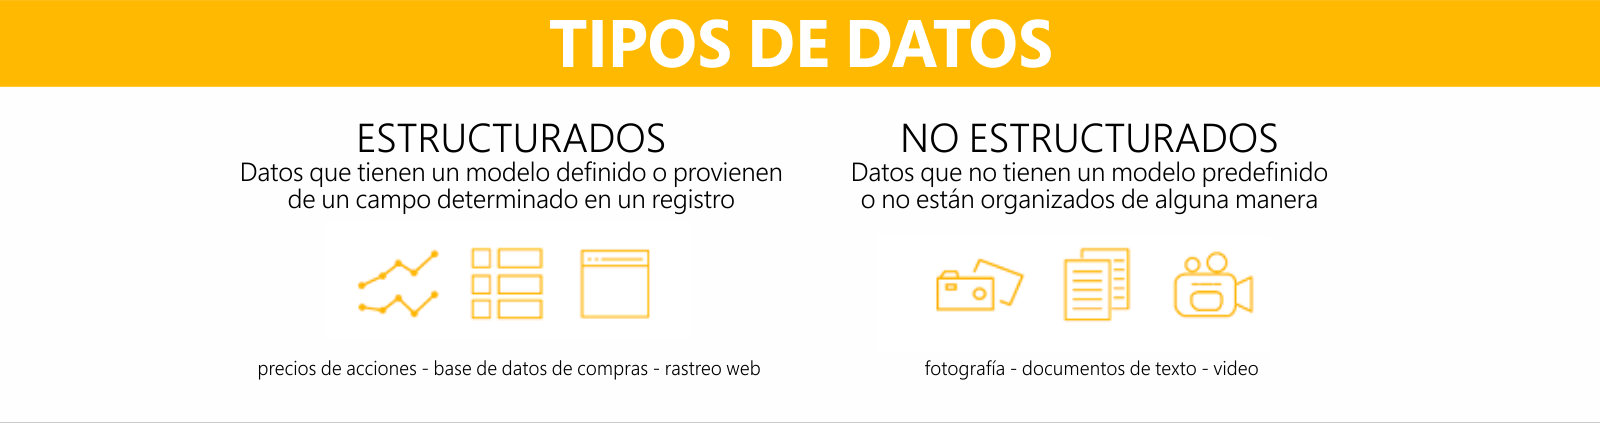 TIPOS DE DATOS
ESTRUCTURADOS
Datos que tienen un modelo definido o provienen
de un campo determinado en un registro
precios de acciones - base de datos de compras - rastreo web
NO ESTRUCTURADOS
Datos que no tienen un modelo predefinido
o no están organizados de alguna manera
fotografía - documentos de texto - video